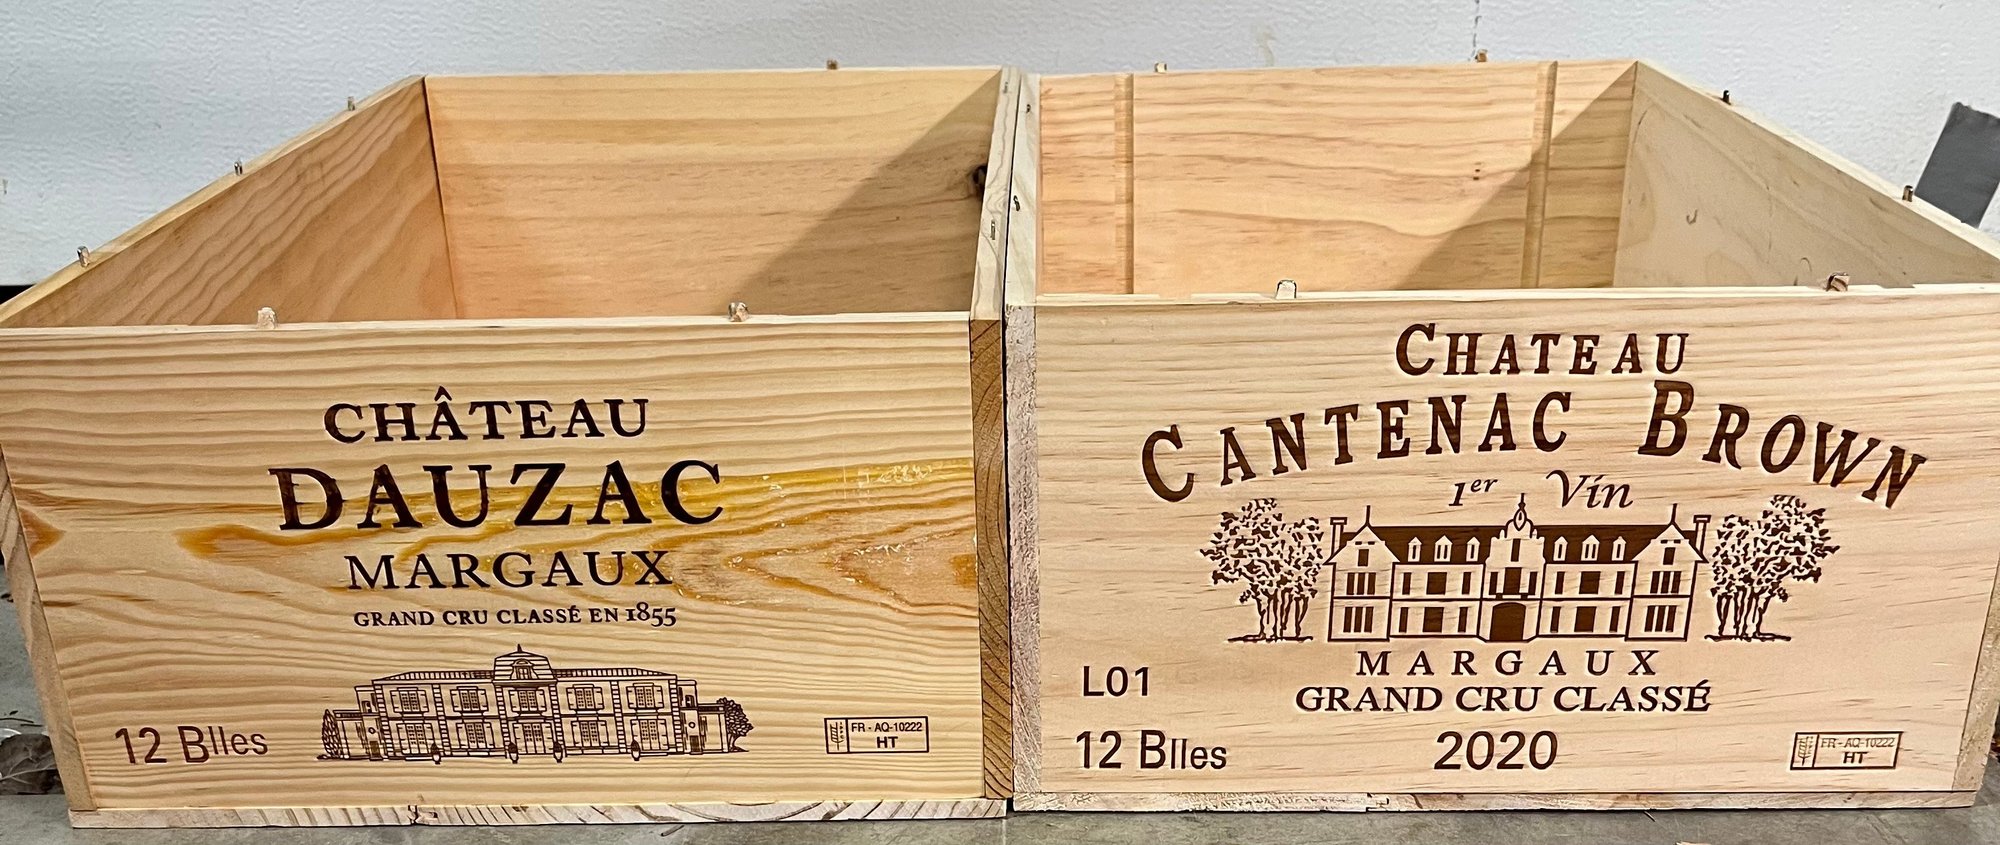 CHÂTEAU
DAUZAC
MARGAUX
GRAND CRU CLASSÉ EN 1855
12 Blles
FR - AQ-10222
HT
CHATEAU
CANTENAC BROWN
1er Vin
MARGAUX
GRAND CRU CLASSÉ
L01
12 Blles
2020
FR - AQ-10222
HT